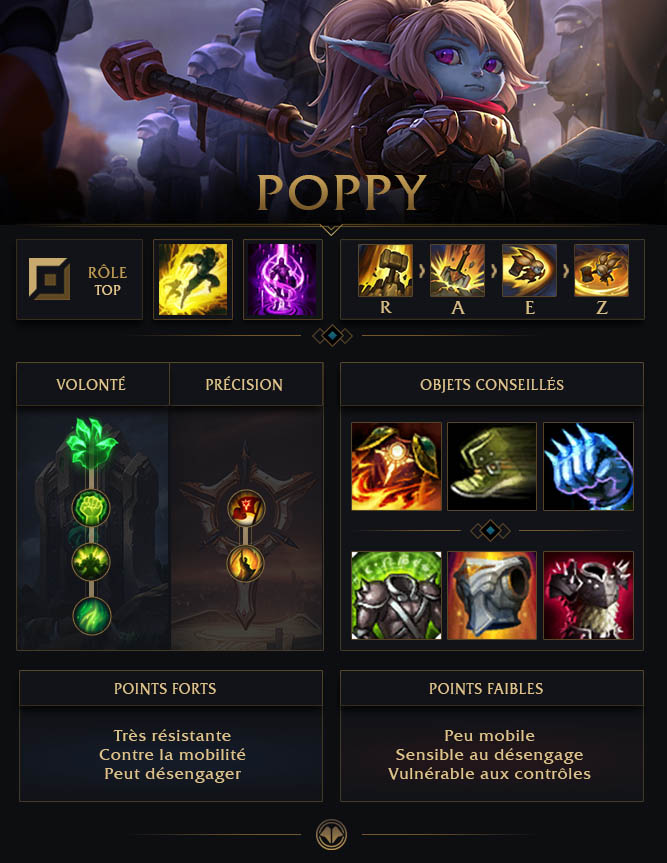 POPPY
RÔLE
TOP
R A E Z
VOLONTÉ
PRÉCISION
OBJETS CONSEILLÉS
POINTS FORTS
Très résistante
Contre la mobilité
Peut désengager
POINTS FAIBLES
Peu mobile
Sensible au désengage
Vulnérable aux contrôles